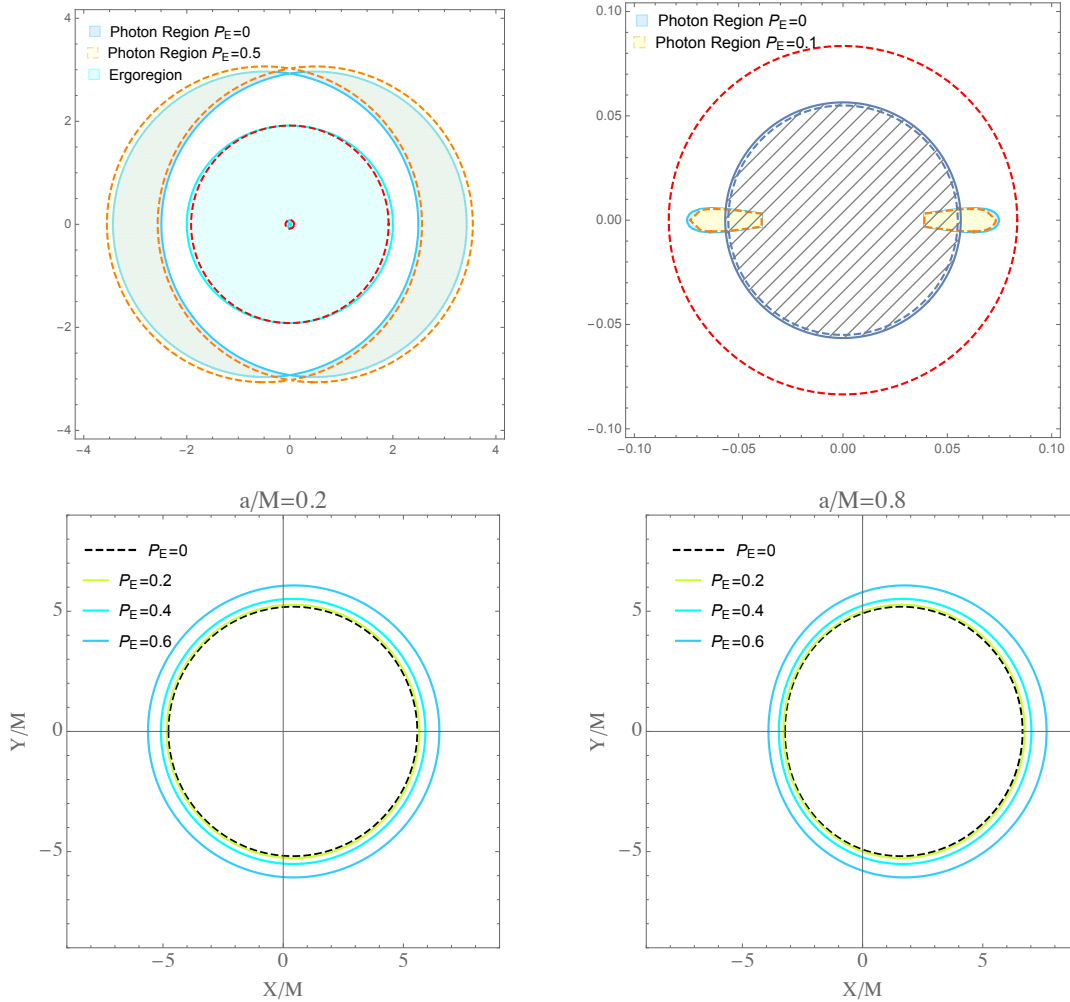 Photon Region P_E=0
Photon Region P_E=0.5
Ergoregion
4
2
0
−2
−4
−4 −2 0 2 4
Photon Region P_E=0
Photon Region P_E=0.1
0.10
0.05
0.00
−0.05
−0.10
−0.10 −0.05 0.00 0.05 0.10
a/M=0.2
P_E=0
P_E=0.2
P_E=0.4
P_E=0.6
5
0
−5
Y/M
−5 0 5
X/M
a/M=0.8
P_E=0
P_E=0.2
P_E=0.4
P_E=0.6
5
0
−5
Y/M
−5 0 5
X/M